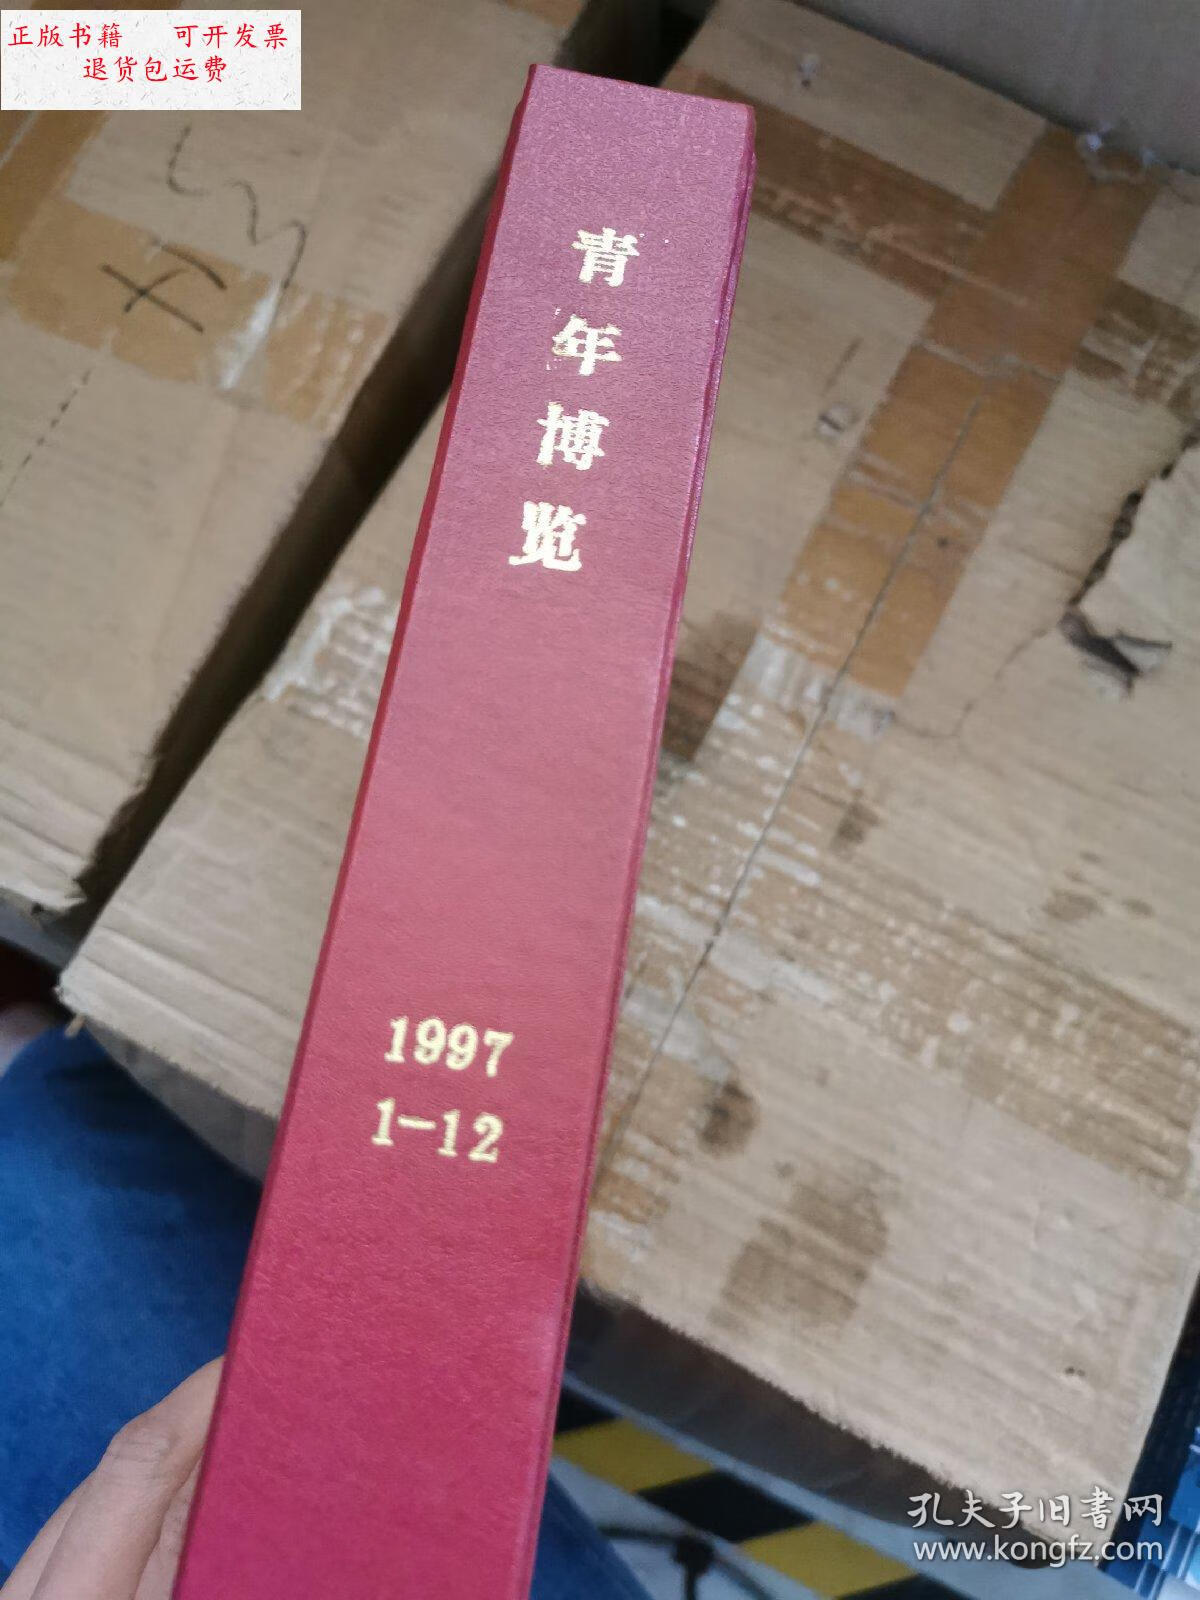 正版书籍 可开发票
退货包运费
青年博览
1997
1-12
孔夫子旧書网
www.kongfz.com